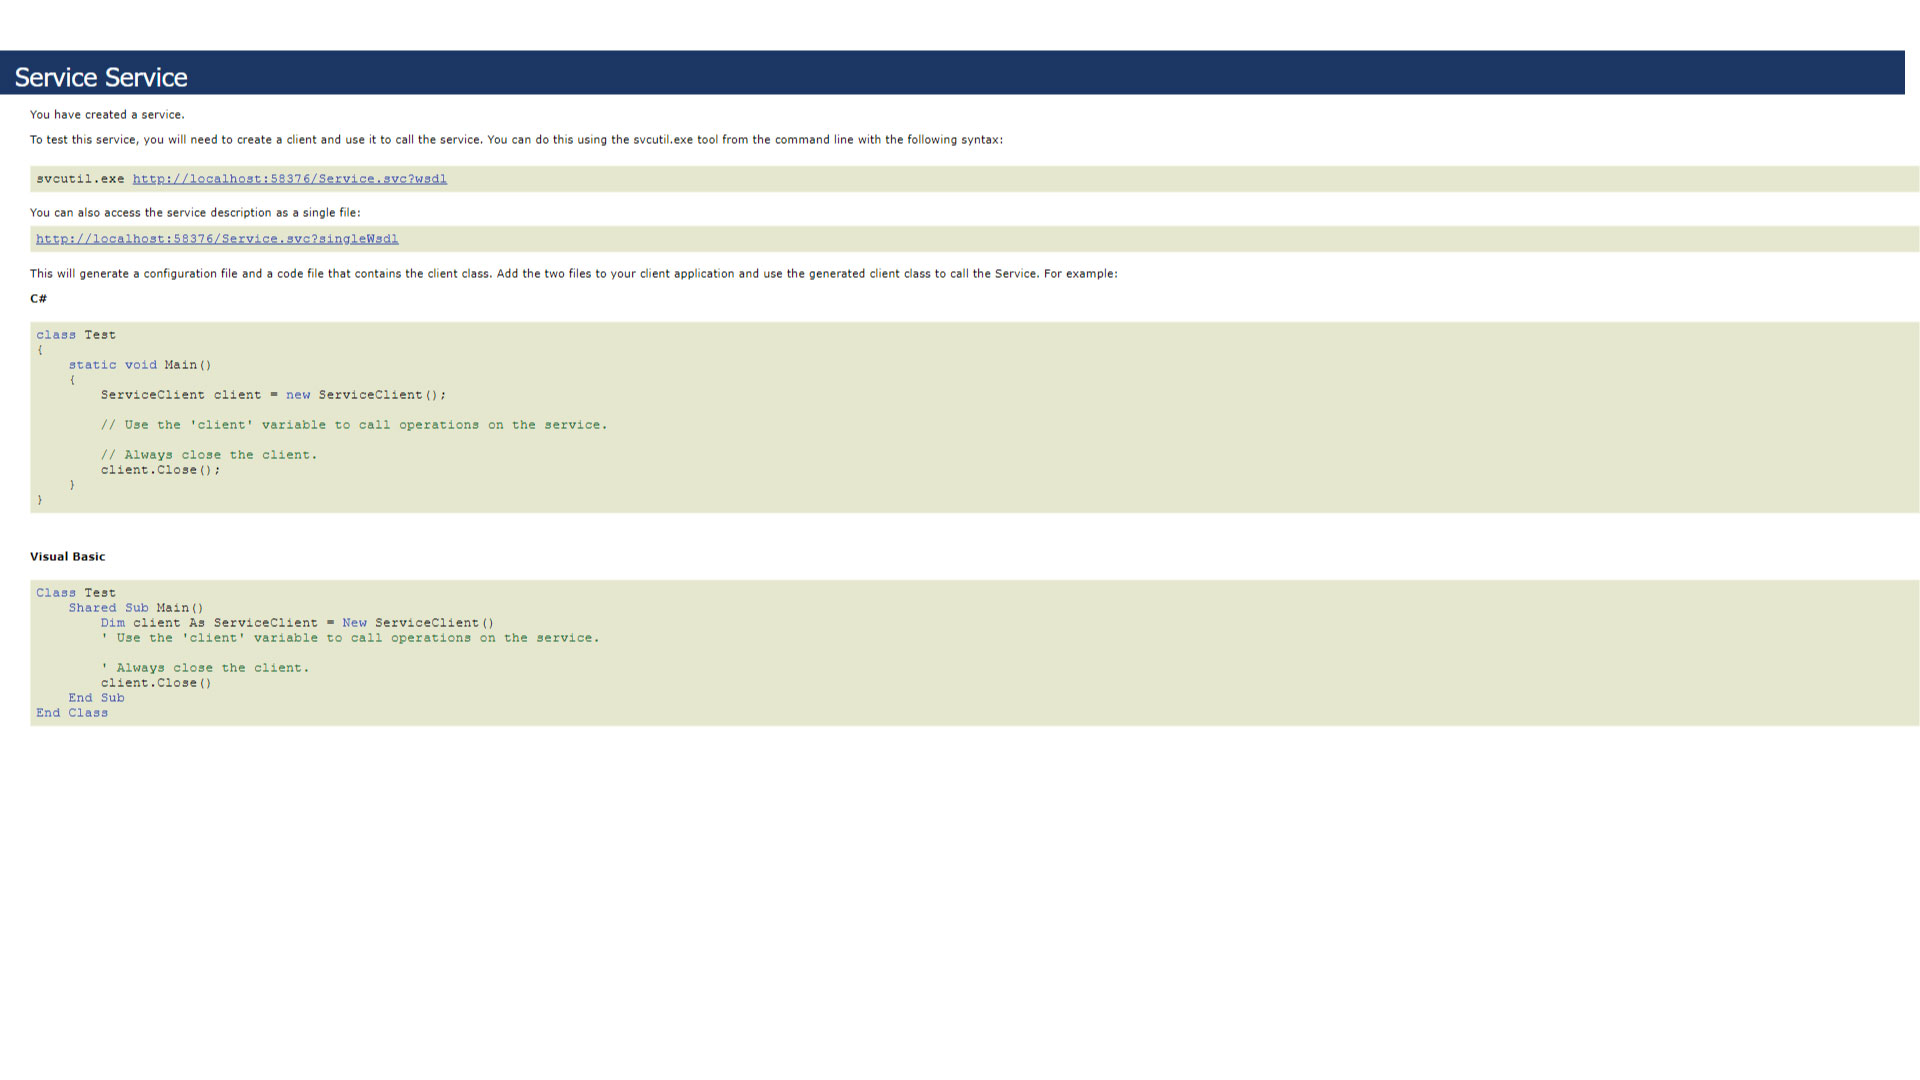 Service Service
You have created a service.
To test this service, you will need to create a client and use it to call the service. You can do this using the svcutil.exe tool from the command line with the following syntax:
svcutil.exe http://localhost:58376/Service.svc?wsdl
You can also access the service description as a single file:
http://localhost:58376/Service.svc?singleWsdl
This will generate a configuration file and a code file that contains the client class. Add the two files to your client application and use the generated client class to call the Service. For example:
C#
class Test
{
    static void Main()
    {
        ServiceClient client = new ServiceClient();
        // Use the 'client' variable to call operations on the service.
        // Always close the client.
        client.Close();
    }
}
Visual Basic
Class Test
    Shared Sub Main()
        Dim client As ServiceClient = New ServiceClient()
        ' Use the 'client' variable to call operations on the service.
        ' Always close the client.
        client.Close()
    End Sub
End Class